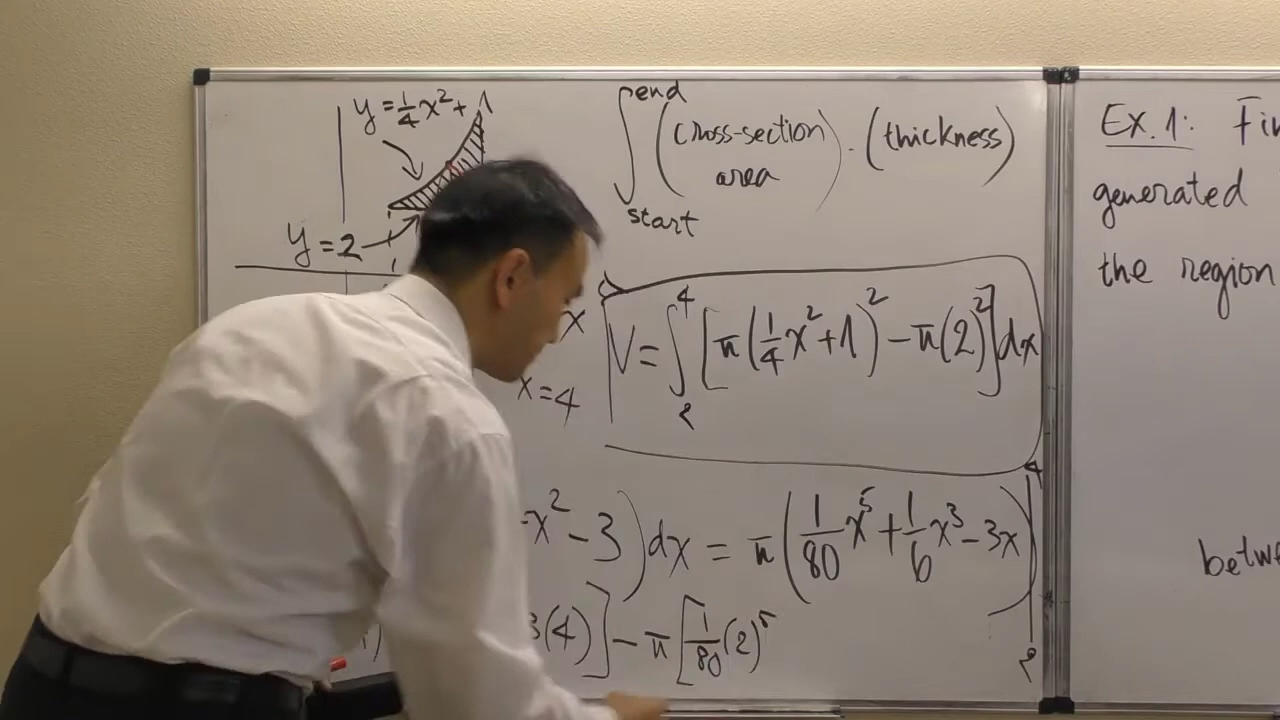 y = 1/4 x² + 1
y = 2
∫ end start (cross-section area) · (thickness)
x
x = 4
V = ∫₂⁴ [π(1/4 x² + 1)² − π(2)²] dx
x² − 3) dx = π(1/80 x⁵ + 1/6 x³ − 3x) |₂⁴
3(4)] − π[1/80 (2)⁵
Ex. 1:
generated
the region